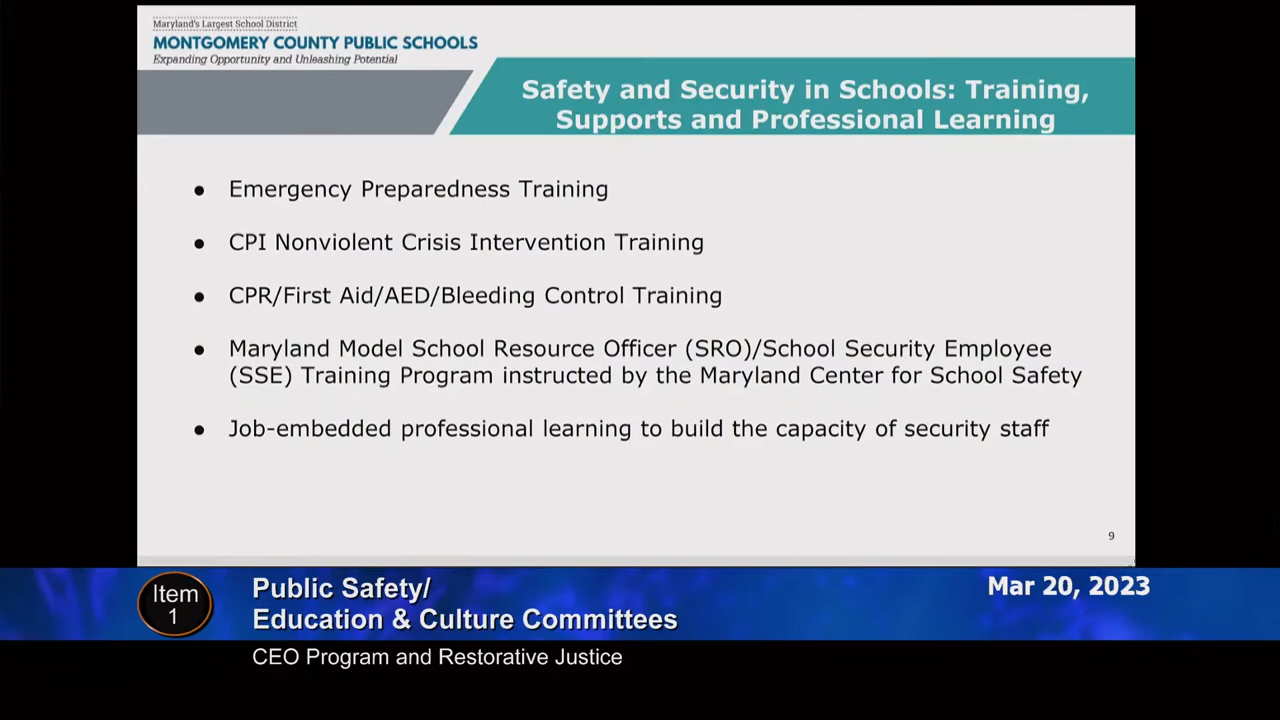 Maryland's Largest School District
MONTGOMERY COUNTY PUBLIC SCHOOLS
Expanding Opportunity and Unleashing Potential
Safety and Security in Schools: Training,
Supports and Professional Learning
● Emergency Preparedness Training
● CPI Nonviolent Crisis Intervention Training
● CPR/First Aid/AED/Bleeding Control Training
● Maryland Model School Resource Officer (SRO)/School Security Employee
(SSE) Training Program instructed by the Maryland Center for School Safety
● Job-embedded professional learning to build the capacity of security staff
9
Item
1
Public Safety/
Education & Culture Committees
Mar 20, 2023
CEO Program and Restorative Justice